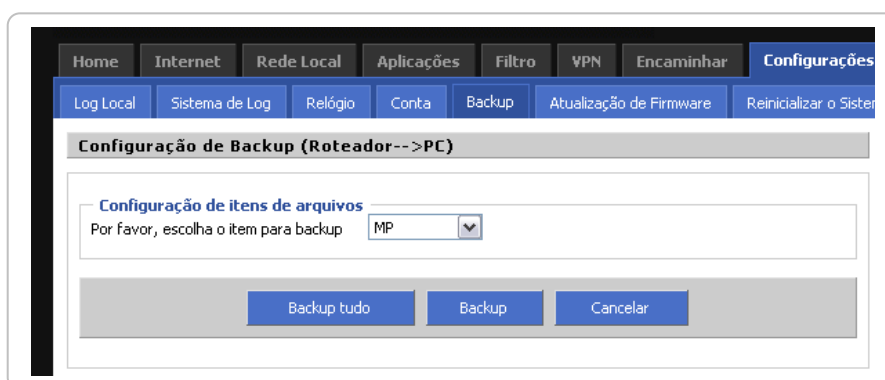 Home Internet Rede Local Aplicações Filtro VPN Encaminhar Configurações
Log Local Sistema de Log Relógio Conta Backup Atualização de Firmware Reinicializar o Sister
Configuração de Backup (Roteador-->PC)
Configuração de itens de arquivos
Por favor, escolha o item para backup MP
Backup tudo Backup Cancelar